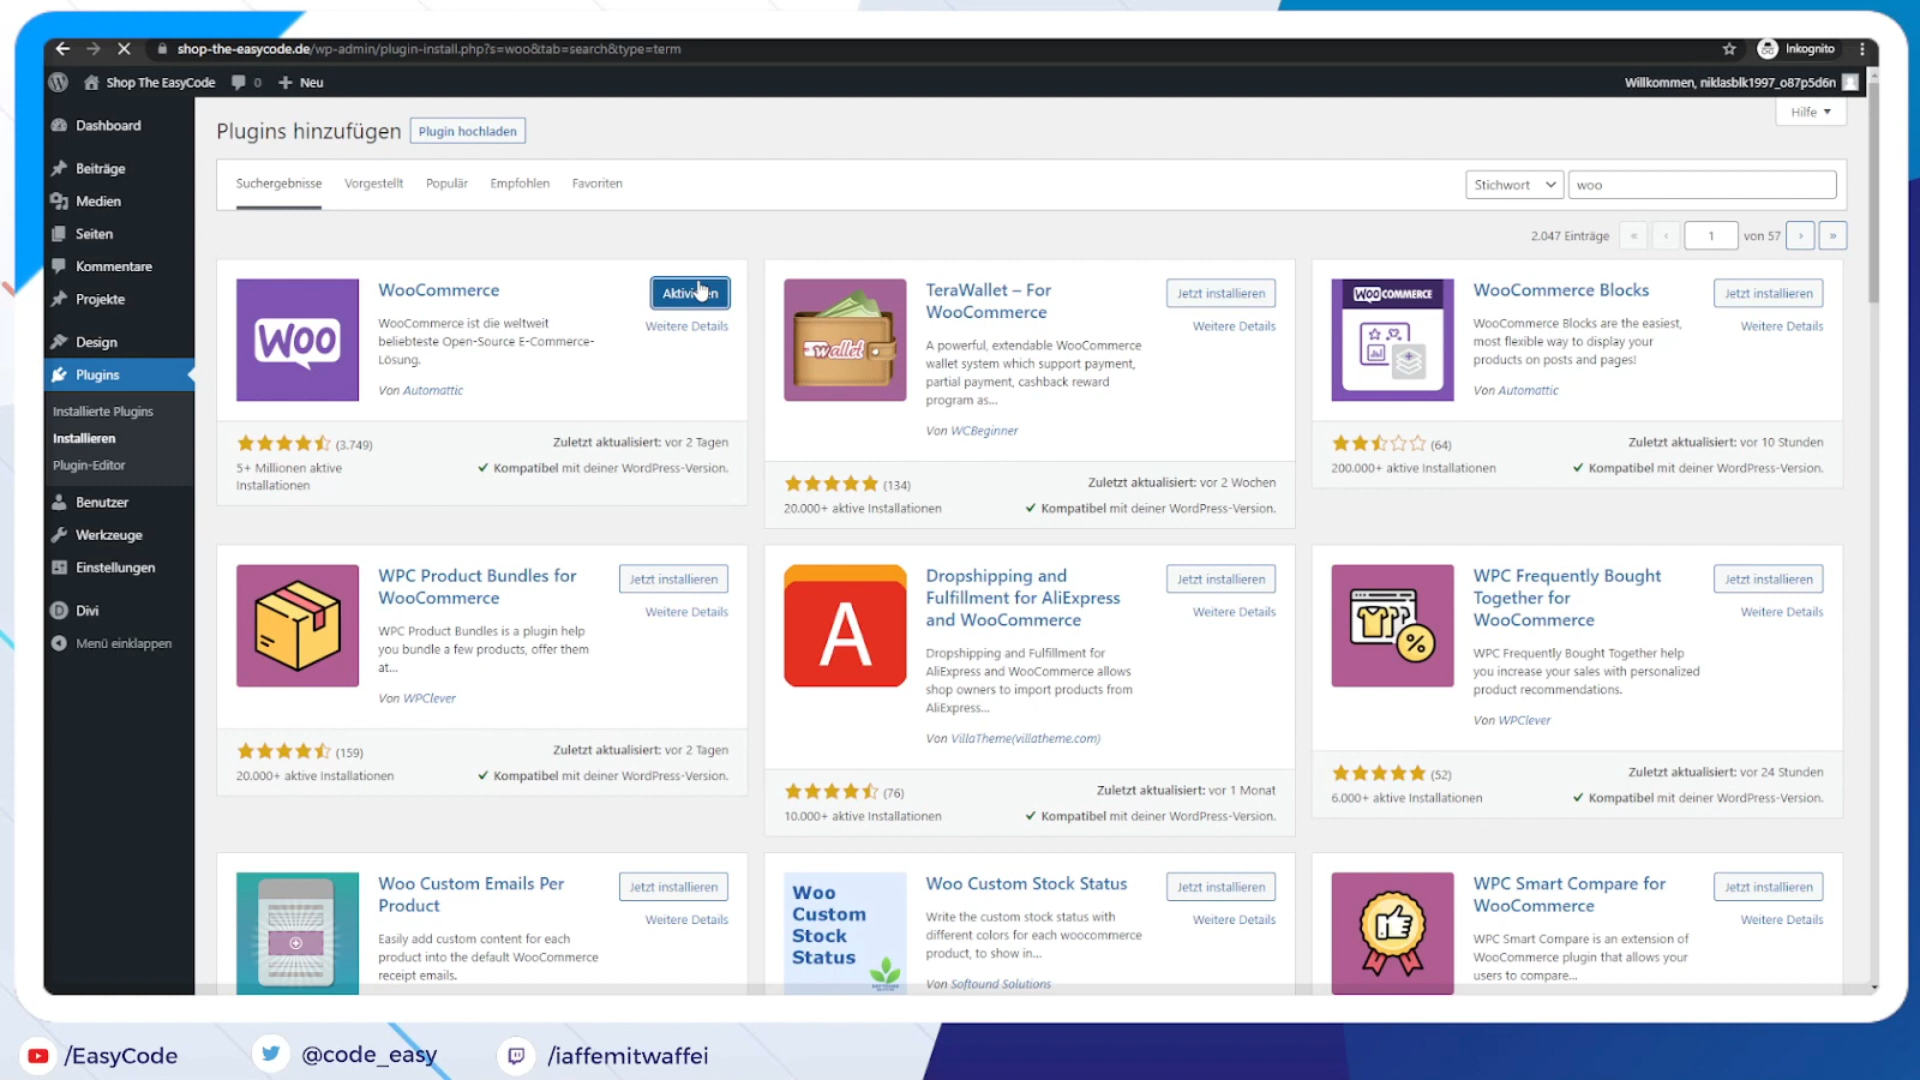 shop-the-easycode.de/wp-admin/plugin-install.php?s=woo&tab=search&type=term
Inkognito
Shop The EasyCode
0
Neu
Willkommen, niklasblk1997_o87p5d6n
Dashboard
Beiträge
Medien
Seiten
Kommentare
Projekte
Design
Plugins
Installierte Plugins
Installieren
Plugin-Editor
Benutzer
Werkzeuge
Einstellungen
Divi
Menü einklappen
Hilfe
Plugins hinzufügen
Plugin hochladen
Suchergebnisse
Vorgestellt
Populär
Empfohlen
Favoriten
Stichwort
woo
2.047 Einträge
«
‹
1
von 57
›
»
WOO
WooCommerce
Weitere Details
WooCommerce ist die weltweit
beliebteste Open-Source E-Commerce-
Lösung.
Von Automattic
(3.749)
5+ Millionen aktive
Installationen
Zuletzt aktualisiert: vor 2 Tagen
Kompatibel mit deiner WordPress-Version.
wallet
TeraWallet – For
WooCommerce
Jetzt installieren
Weitere Details
A powerful, extendable WooCommerce
wallet system which support payment,
partial payment, cashback reward
program as...
Von WCBeginner
(134)
20.000+ aktive Installationen
Zuletzt aktualisiert: vor 2 Wochen
Kompatibel mit deiner WordPress-Version.
WOO COMMERCE
WooCommerce Blocks
Jetzt installieren
Weitere Details
WooCommerce Blocks are the easiest,
most flexible way to display your
products on posts and pages!
Von Automattic
(64)
200.000+ aktive Installationen
Zuletzt aktualisiert: vor 10 Stunden
Kompatibel mit deiner WordPress-Version.
WPC Product Bundles for
WooCommerce
Jetzt installieren
Weitere Details
WPC Product Bundles is a plugin help
you bundle a few products, offer them
at...
Von WPClever
(159)
20.000+ aktive Installationen
Zuletzt aktualisiert: vor 2 Tagen
Kompatibel mit deiner WordPress-Version.
A
Dropshipping and
Fulfillment for AliExpress
and WooCommerce
Jetzt installieren
Weitere Details
Dropshipping and Fulfillment for
AliExpress and WooCommerce allows
shop owners to import products from
AliExpress...
Von VillaTheme(villatheme.com)
(76)
10.000+ aktive Installationen
Zuletzt aktualisiert: vor 1 Monat
Kompatibel mit deiner WordPress-Version.
%
WPC Frequently Bought
Together for
WooCommerce
Jetzt installieren
Weitere Details
WPC Frequently Bought Together help
you increase your sales with personalized
product recommendations.
Von WPClever
(52)
6.000+ aktive Installationen
Zuletzt aktualisiert: vor 24 Stunden
Kompatibel mit deiner WordPress-Version.
Woo Custom Emails Per
Product
Jetzt installieren
Weitere Details
Easily add custom content for each
product into the default WooCommerce
receipt emails.
Woo
Custom
Stock
Status
Woo Custom Stock Status
Jetzt installieren
Weitere Details
Write the custom stock status with
different colors for each woocommerce
product, to show in...
Von Softound Solutions
WPC Smart Compare for
WooCommerce
Jetzt installieren
Weitere Details
WPC Smart Compare is an extension of
WooCommerce plugin that allows your
users to compare...
/EasyCode
@code_easy
/iaffemitwaffei